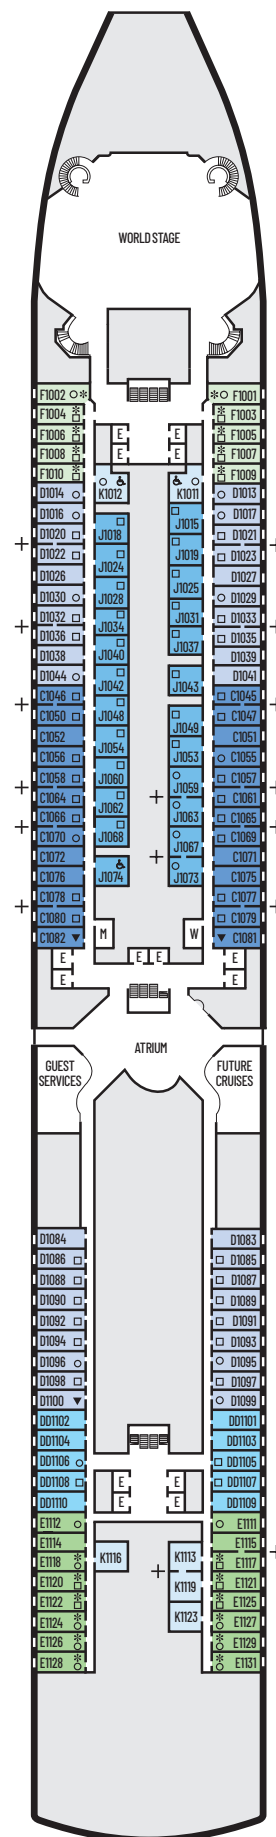 WORLD STAGE
F1002 F1001
F1004 E F1003
F1006 F1005
F1008 E F1007
F1010 F1009
D1014 K1012 K1011 D1013
D1016 J1015 D1017
D1020 J1018 D1021
D1022 J1019 D1023
D1026 J1024 D1027
D1030 J1028 J1025 D1029
D1032 J1034 J1031 D1033
D1036 J1037 D1035
D1038 J1040 D1039
D1044 J1042 J1043 D1041
C1046 C1045
C1050 J1048 J1049 C1047
C1052 J1054 C1051
C1056 J1053 C1055
C1058 J1060 J1059 C1057
C1064 J1062 C1061
C1066 J1063 C1065
C1070 J1068 C1069
C1072 J1067 C1071
C1076 J1074 J1073 C1075
C1078 C1077
C1080 C1079
C1082 M W C1081
E E E E
E E
ATRIUM
GUEST
SERVICES
FUTURE
CRUISES
D1084 D1083
D1086 D1085
D1088 D1087
D1090 D1089
D1092 D1091
D1094 D1093
D1096 D1095
D1098 D1097
D1100 D1099
DD1102 DD1101
DD1104 DD1103
DD1106 DD1105
DD1108 E DD1107
DD1110 E DD1109
E1112 E1111
E1114 K1116 K1113 E1115
E1118 E1117
E1120 K1119 E1121
E1122 E1125
E1124 K1123 E1127
E1126 E1129
E1128 E1131